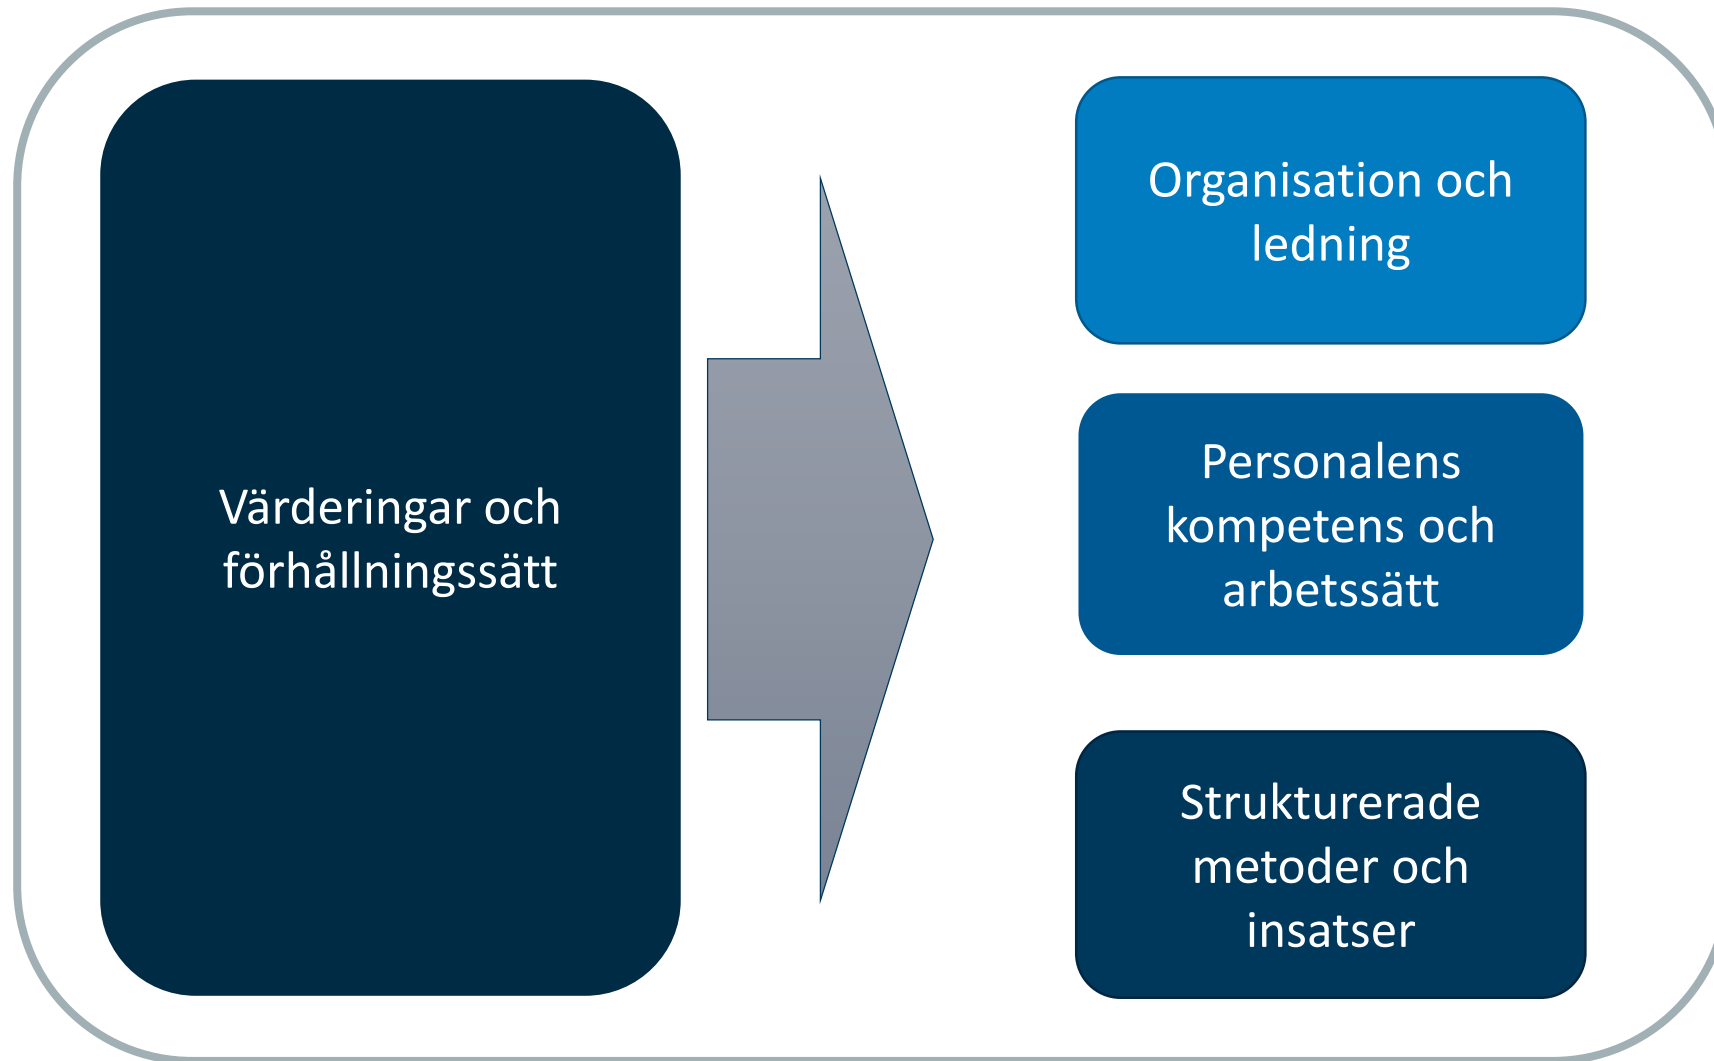 Värderingar och
förhållningssätt
Organisation och
ledning
Personalens
kompetens och
arbetssätt
Strukturerade
metoder och
insatser